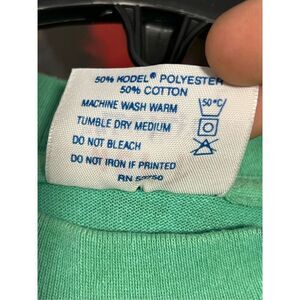 50% KODEL® POLYESTER
50% COTTON
MACHINE WASH WARM
50°C
TUMBLE DRY MEDIUM
DO NOT BLEACH
DO NOT IRON IF PRINTED
RN